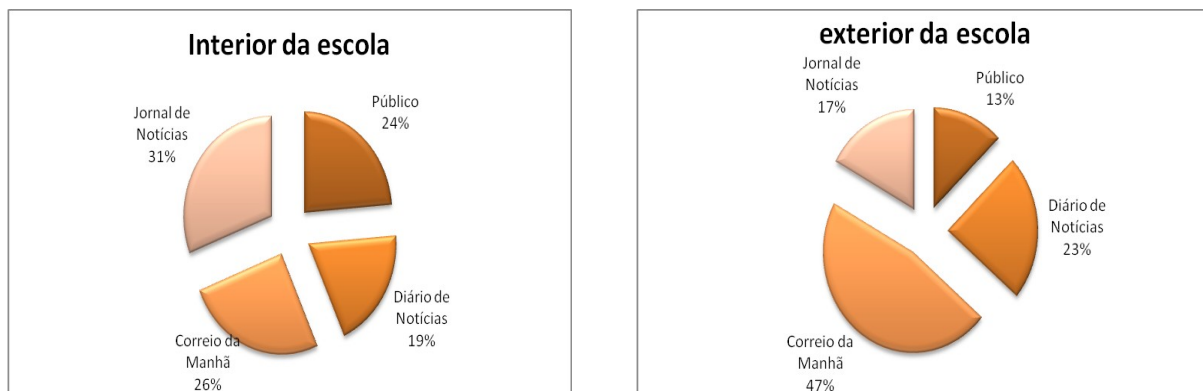 Interior da escola
Jornal de
Notícias
31%
Público
24%
Diário de
Notícias
19%
Correio da
Manhã
26%
exterior da escola
Jornal de
Notícias
17%
Público
13%
Diário de
Notícias
23%
Correio da
Manhã
47%